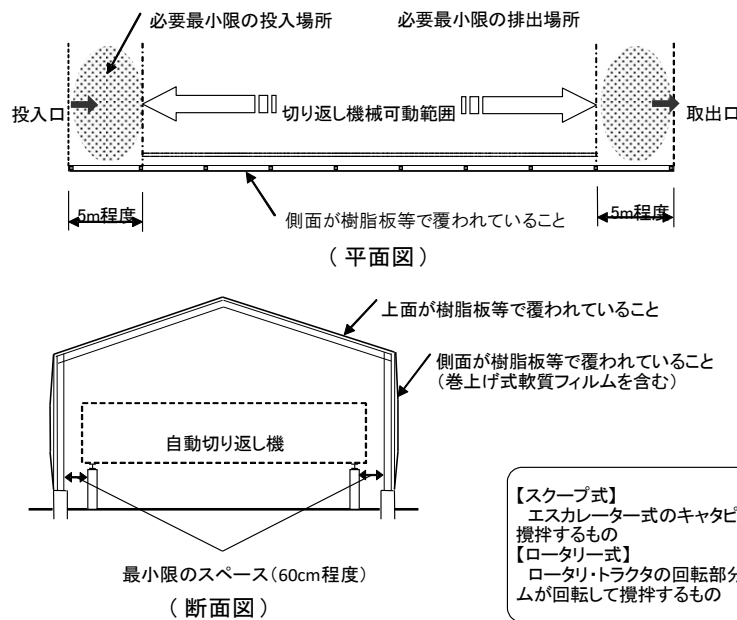 必要最小限の投入場所
必要最小限の排出場所
投入口
切り返し機械可動範囲
取出口
5m程度
側面が樹脂板等で覆われていること
5m程度
（平面図）
上面が樹脂板等で覆われていること
側面が樹脂板等で覆われていること
（巻上げ式軟質フィルムを含む）
自動切り返し機
最小限のスペース（60cm程度）
（断面図）
【スクープ式】
エスカレーター式のキャタピ
攪拌するもの
【ロータリー式】
ロータリ・トラクタの回転部分
ムが回転して攪拌するもの